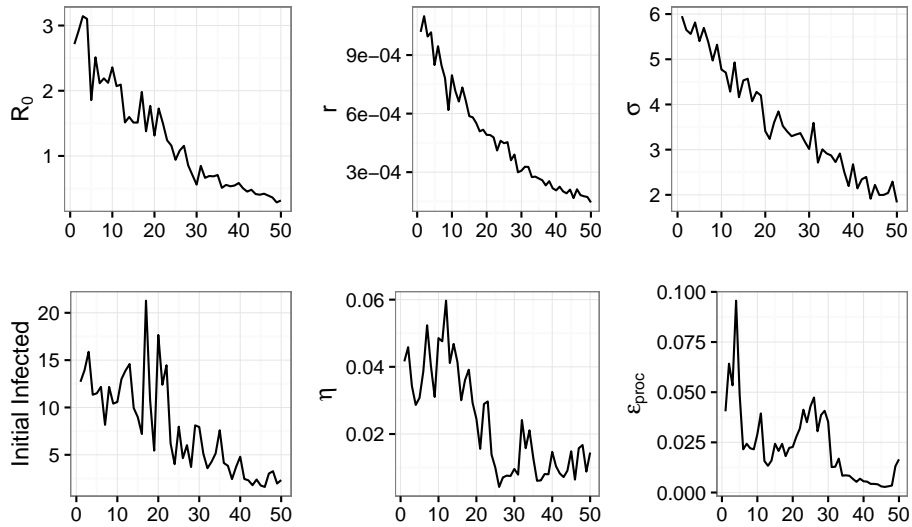 R0
3
2
1
0 10 20 30 40 50
r
9e−04
6e−04
3e−04
0 10 20 30 40 50
σ
6
5
4
3
2
0 10 20 30 40 50
Initial Infected
20
15
10
5
0 10 20 30 40 50
η
0.06
0.04
0.02
0 10 20 30 40 50
εproc
0.100
0.075
0.050
0.025
0.000
0 10 20 30 40 50